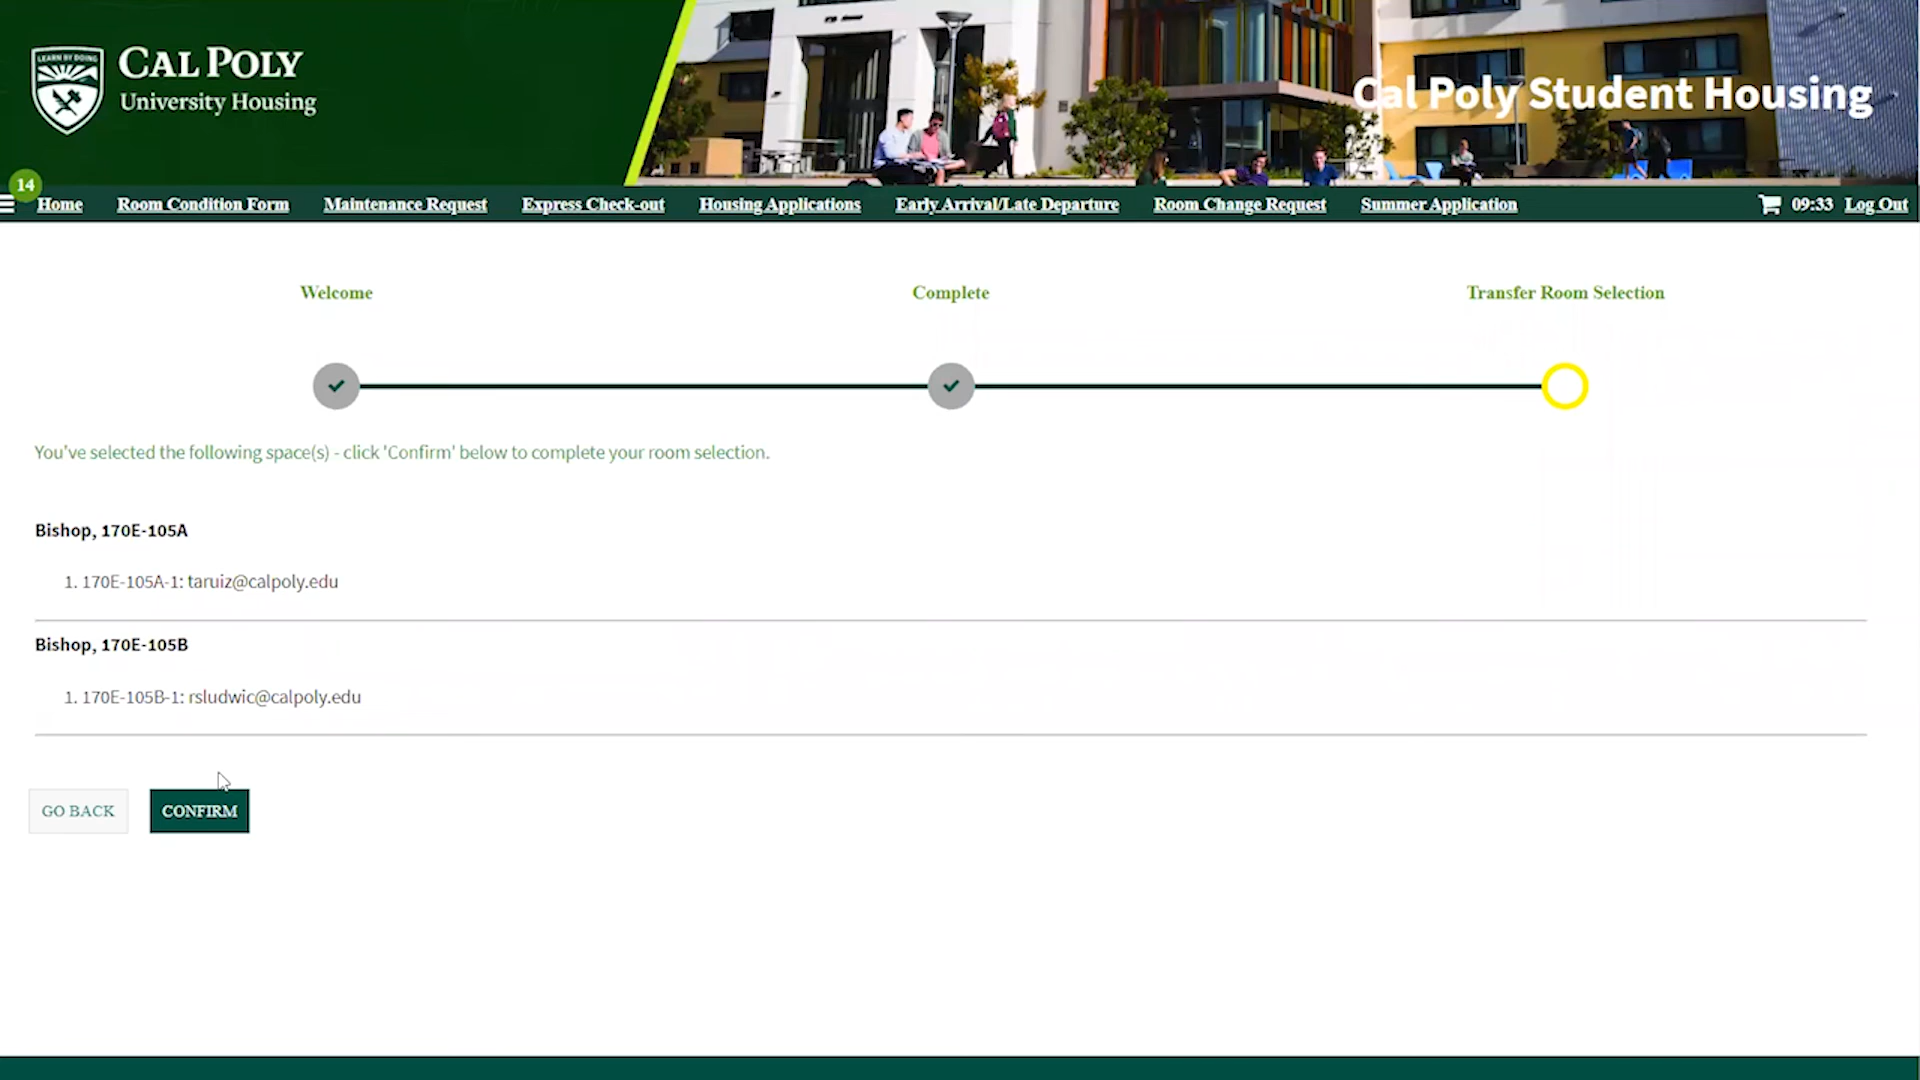 LEARN BY DOING
CAL POLY
University Housing
Cal Poly Student Housing
14
Home Room Condition Form Maintenance Request Express Check-out Housing Applications Early Arrival/Late Departure Room Change Request Summer Application 09:33 Log Out
Welcome Complete Transfer Room Selection
You've selected the following space(s) - click 'Confirm' below to complete your room selection.
Bishop, 170E-105A
1. 170E-105A-1: taruiz@calpoly.edu
Bishop, 170E-105B
1. 170E-105B-1: rsludwic@calpoly.edu
GO BACK CONFIRM